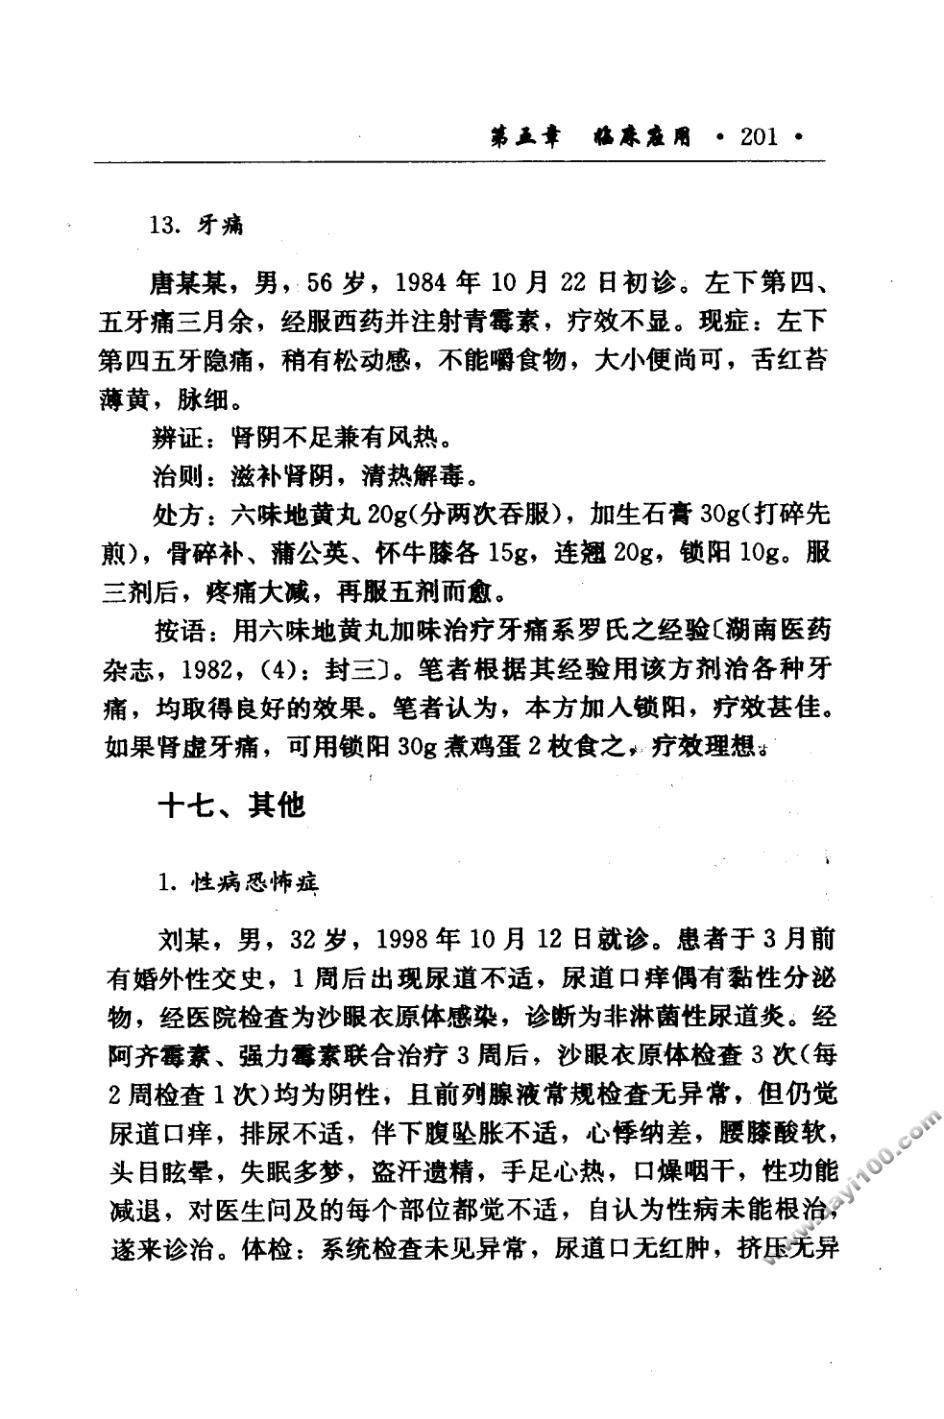 第五章 临床应用 • 201 •
13. 牙痛
唐某某，男，56 岁，1984 年 10 月 22 日初诊。左下第四、
五牙痛三月余，经服西药并注射青霉素，疗效不显。现症：左下
第四五牙隐痛，稍有松动感，不能嚼食物，大小便尚可，舌红苔
薄黄，脉细。
辨证：肾阴不足兼有风热。
治则：滋补肾阴，清热解毒。
处方：六味地黄丸 20g(分两次吞服)，加生石膏 30g(打碎先
煎)，骨碎补、蒲公英、怀牛膝各 15g，连翘 20g，锁阳 10g。服
三剂后，疼痛大减，再服五剂而愈。
按语：用六味地黄丸加味治疗牙痛系罗氏之经验〔湖南医药
杂志，1982，（4）：封三〕。笔者根据其经验用该方剂治各种牙
痛，均取得良好的效果。笔者认为，本方加入锁阳，疗效甚佳。
如果肾虚牙痛，可用锁阳 30g 煮鸡蛋 2 枚食之，疗效理想。
十七、其他
1. 性病恐怖症
刘某，男，32 岁，1998 年 10 月 12 日就诊。患者于 3 月前
有婚外性交史，1 周后出现尿道不适，尿道口痒偶有黏性分泌
物，经医院检查为沙眼衣原体感染，诊断为非淋菌性尿道炎。经
阿齐霉素、强力霉素联合治疗 3 周后，沙眼衣原体检查 3 次(每
2 周检查 1 次)均为阴性，且前列腺液常规检查无异常，但仍觉
尿道口痒，排尿不适，伴下腹坠胀不适，心悸纳差，腰膝酸软，
头目眩晕，失眠多梦，盗汗遗精，手足心热，口燥咽干，性功能
减退，对医生问及的每个部位都觉不适，自认为性病未能根治，
遂来诊治。体检：系统检查未见异常，尿道口无红肿，挤压无异
www.dayi100.com